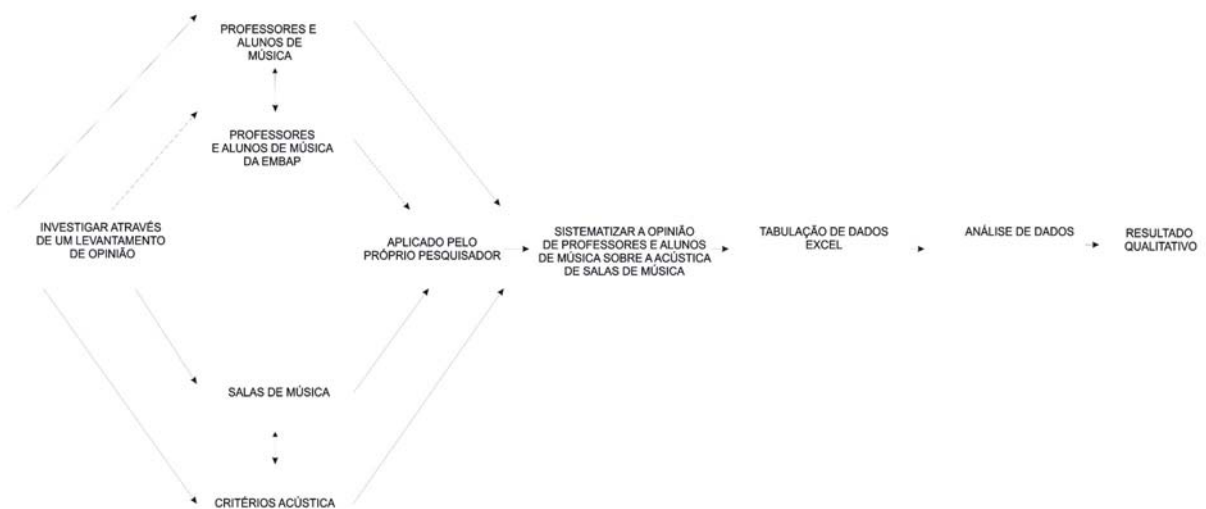 PROFESSORES E
ALUNOS DE
MÚSICA
PROFESSORES
E ALUNOS DE MÚSICA
DA EMBAP
INVESTIGAR ATRAVÉS
DE UM LEVANTAMENTO
DE OPINIÃO
APLICADO PELO
PRÓPRIO PESQUISADOR
SISTEMATIZAR A OPINIÃO
DE PROFESSORES E ALUNOS
DE MÚSICA SOBRE A ACÚSTICA
DE SALAS DE MÚSICA
TABULAÇÃO DE DADOS
EXCEL
ANÁLISE DE DADOS
RESULTADO
QUALITATIVO
SALAS DE MÚSICA
CRITÉRIOS ACÚSTICA